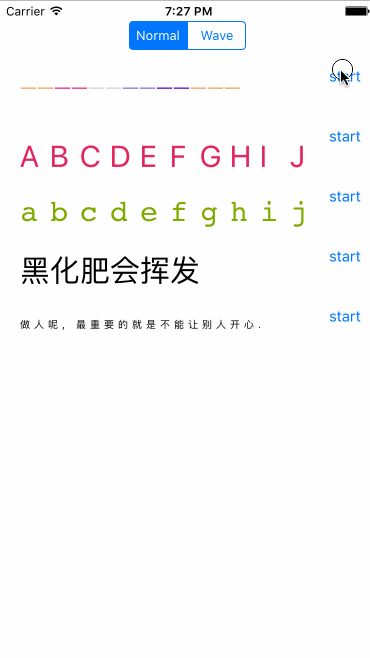 Carrier 7:27 PM
Normal Wave
start
A B C D E F G H I J start
a b c d e f g h i j start
黑化肥会挥发 start
做人呢，最重要的就是不能让别人开心. start